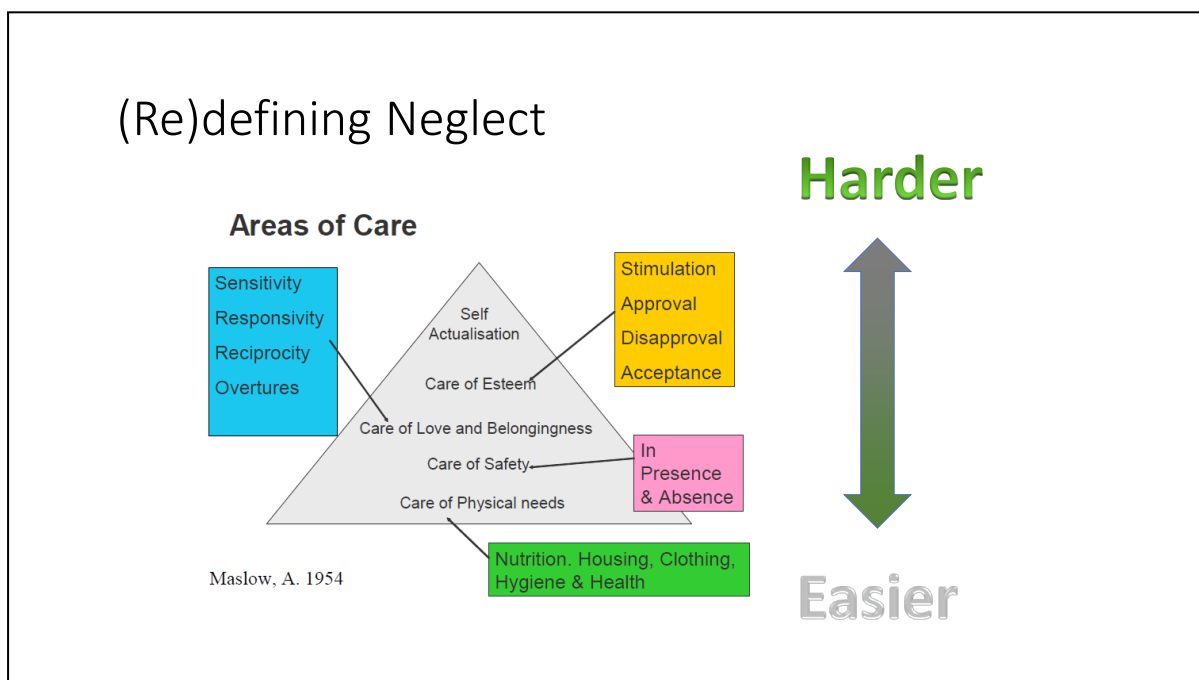 (Re)defining Neglect
Harder
Areas of Care
Sensitivity
Responsivity
Reciprocity
Overtures
Stimulation
Approval
Disapproval
Acceptance
Self
Actualisation
Care of Esteem
Care of Love and Belongingness
Care of Safety
Care of Physical needs
In
Presence
& Absence
Nutrition. Housing, Clothing,
Hygiene & Health
Maslow, A. 1954
Easier